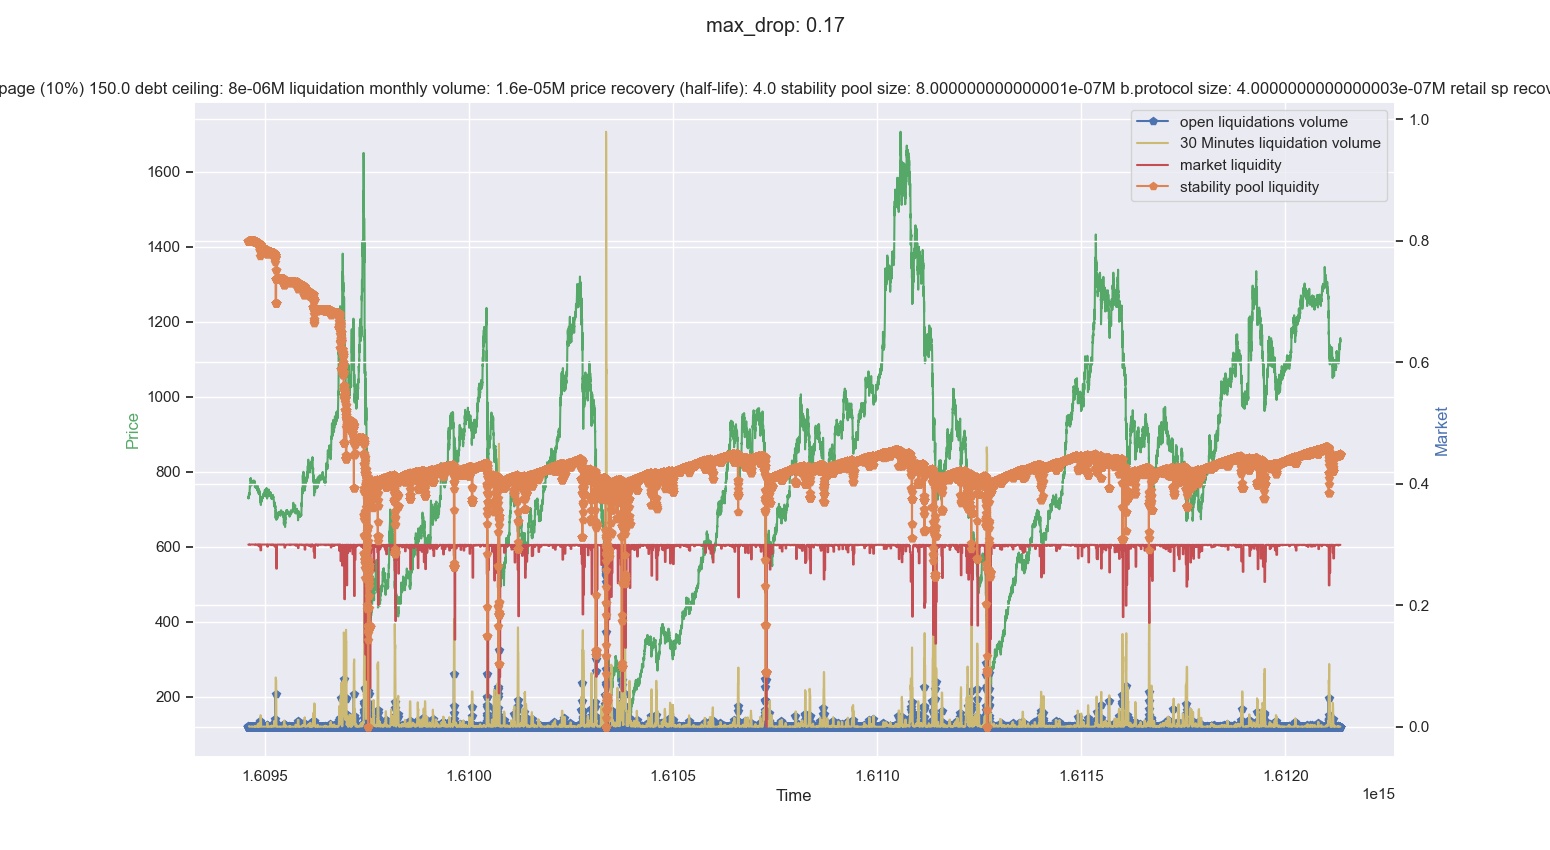 max_drop: 0.17
page (10%) 150.0 debt ceiling: 8e-06M liquidation monthly volume: 1.6e-05M price recovery (half-life): 4.0 stability pool size: 8.000000000000001e-07M b.protocol size: 4.0000000000000003e-07M retail sp recov
open liquidations volume
30 Minutes liquidation volume
market liquidity
stability pool liquidity
1600
1400
1200
1000
800
600
400
200
Price
1.0
0.8
0.6
0.4
0.2
0.0
Market
1.6095 1.6100 1.6105 1.6110 1.6115 1.6120
Time
1e15